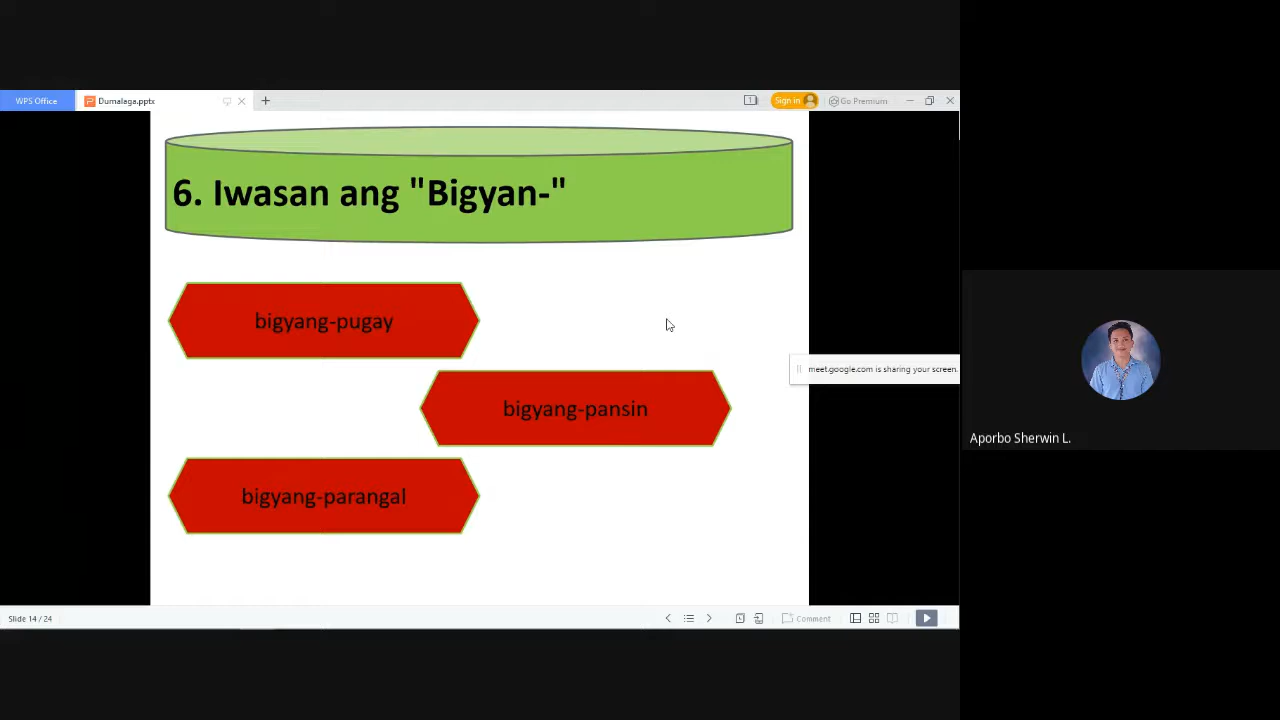 WPS Office
Dumalaga.pptx
1
Sign in
Go Premium
6. Iwasan ang "Bigyan-"
bigyang-pugay
meet.google.com is sharing your screen.
bigyang-pansin
Aporbo Sherwin L.
bigyang-parangal
Slide 14 / 24
Comment